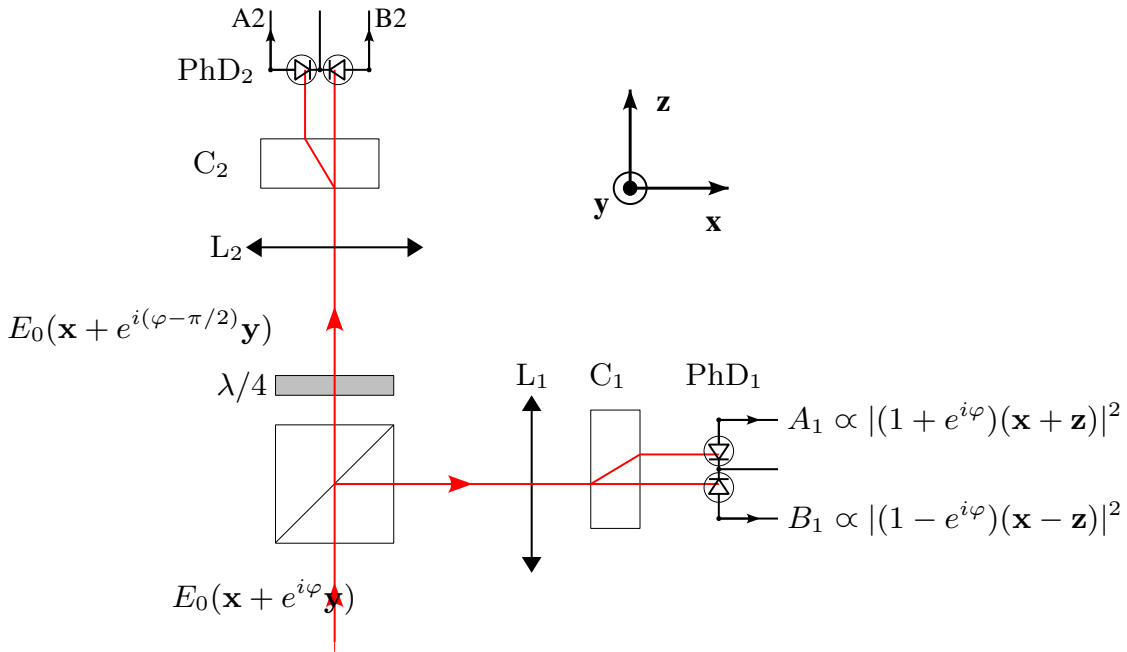 A2 B2
PhD₂
z
C₂
y
x
L₂
E₀(x + e^{i(φ−π/2)}y)
L₁ C₁ PhD₁
λ/4
A₁ ∝ |(1 + e^{iφ})(x + z)|²
B₁ ∝ |(1 − e^{iφ})(x − z)|²
E₀(x + e^{iφ}y)